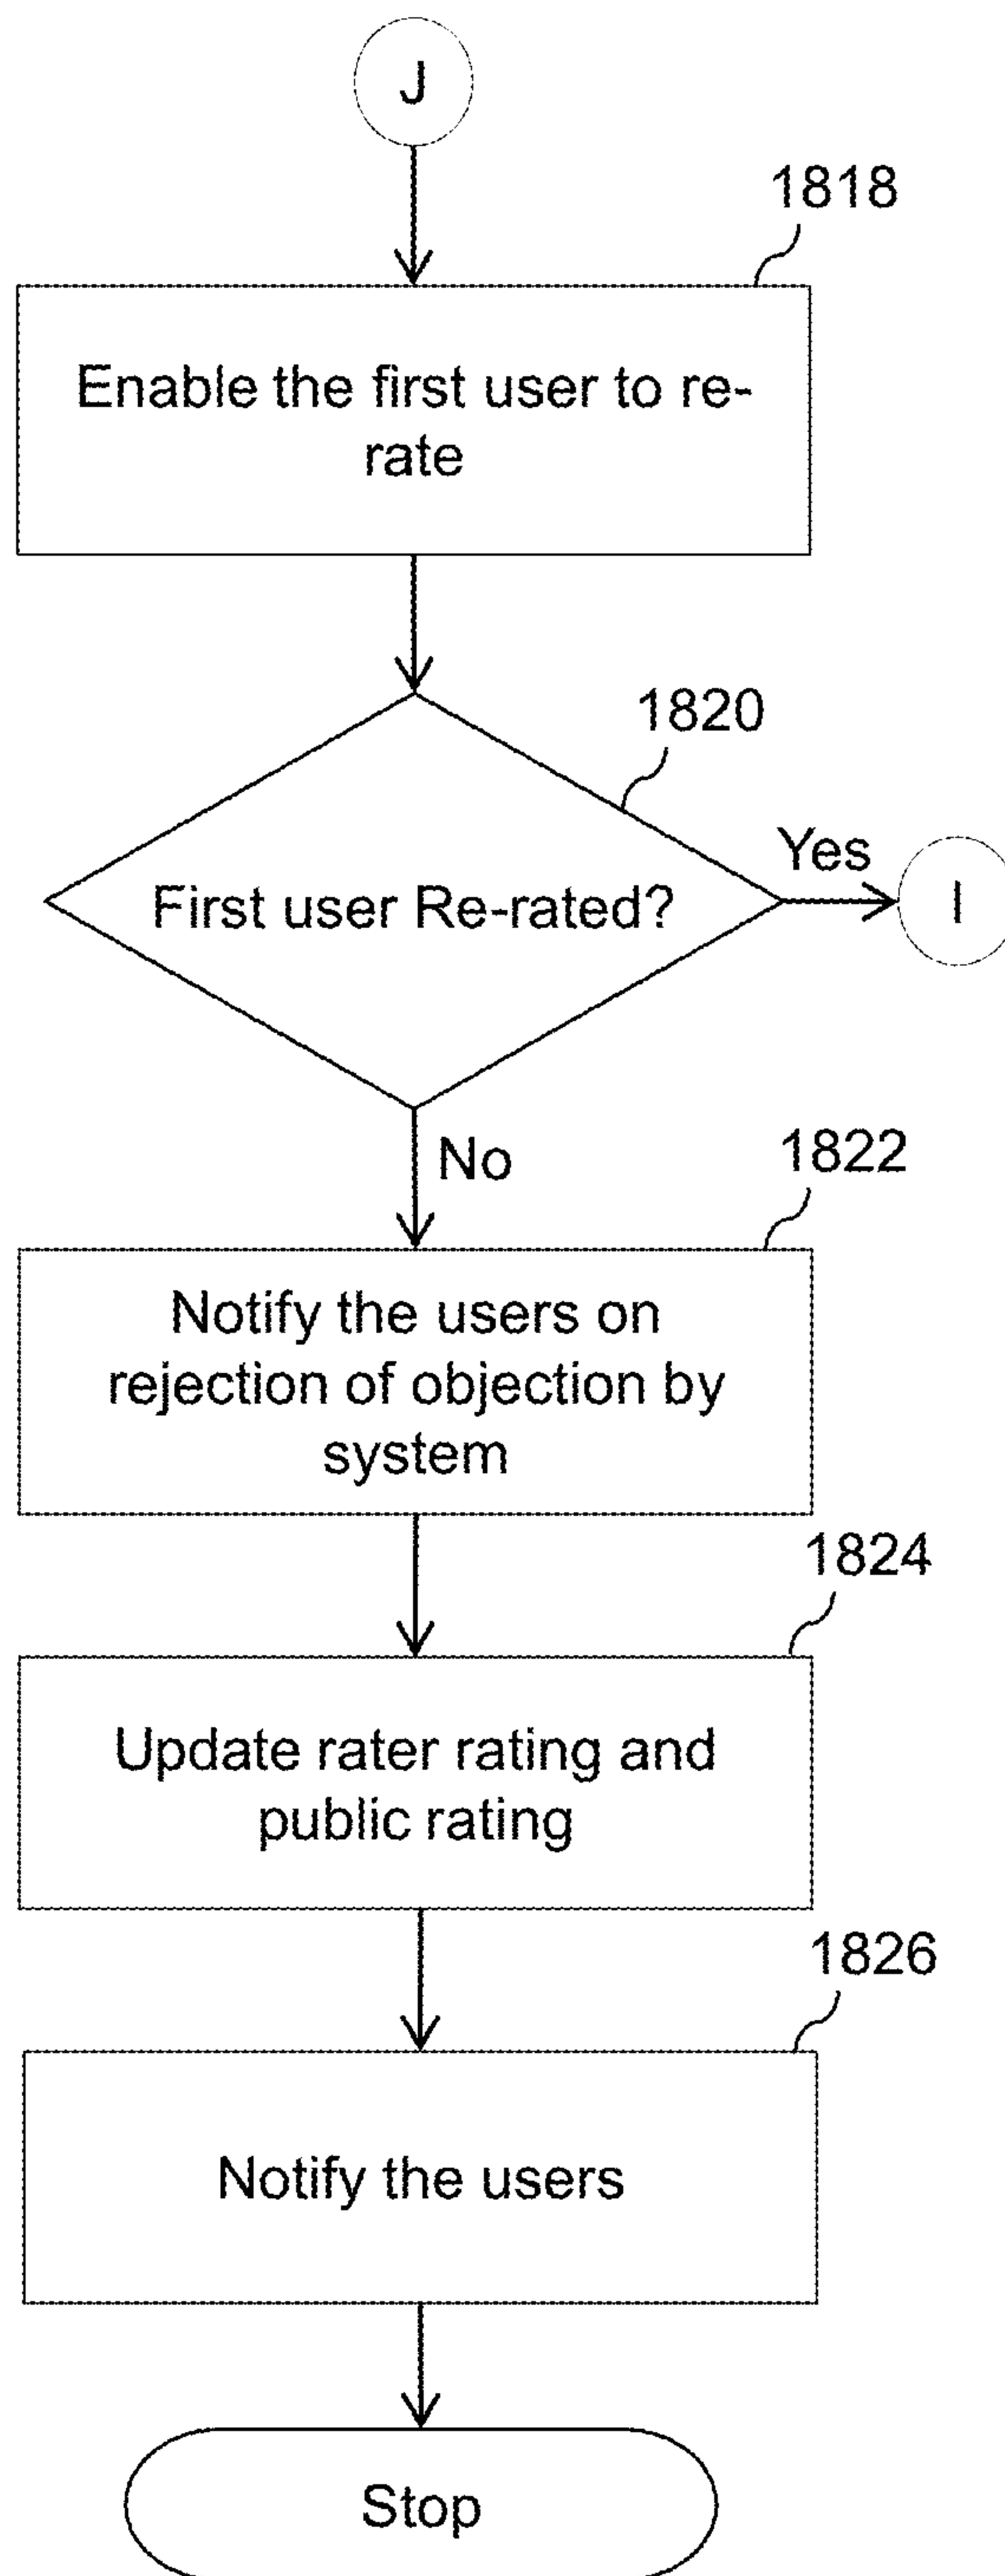 J
1818
Enable the first user to re-
rate
1820
First user Re-rated?
Yes
I
No
1822
Notify the users on
rejection of objection by
system
1824
Update rater rating and
public rating
1826
Notify the users
Stop